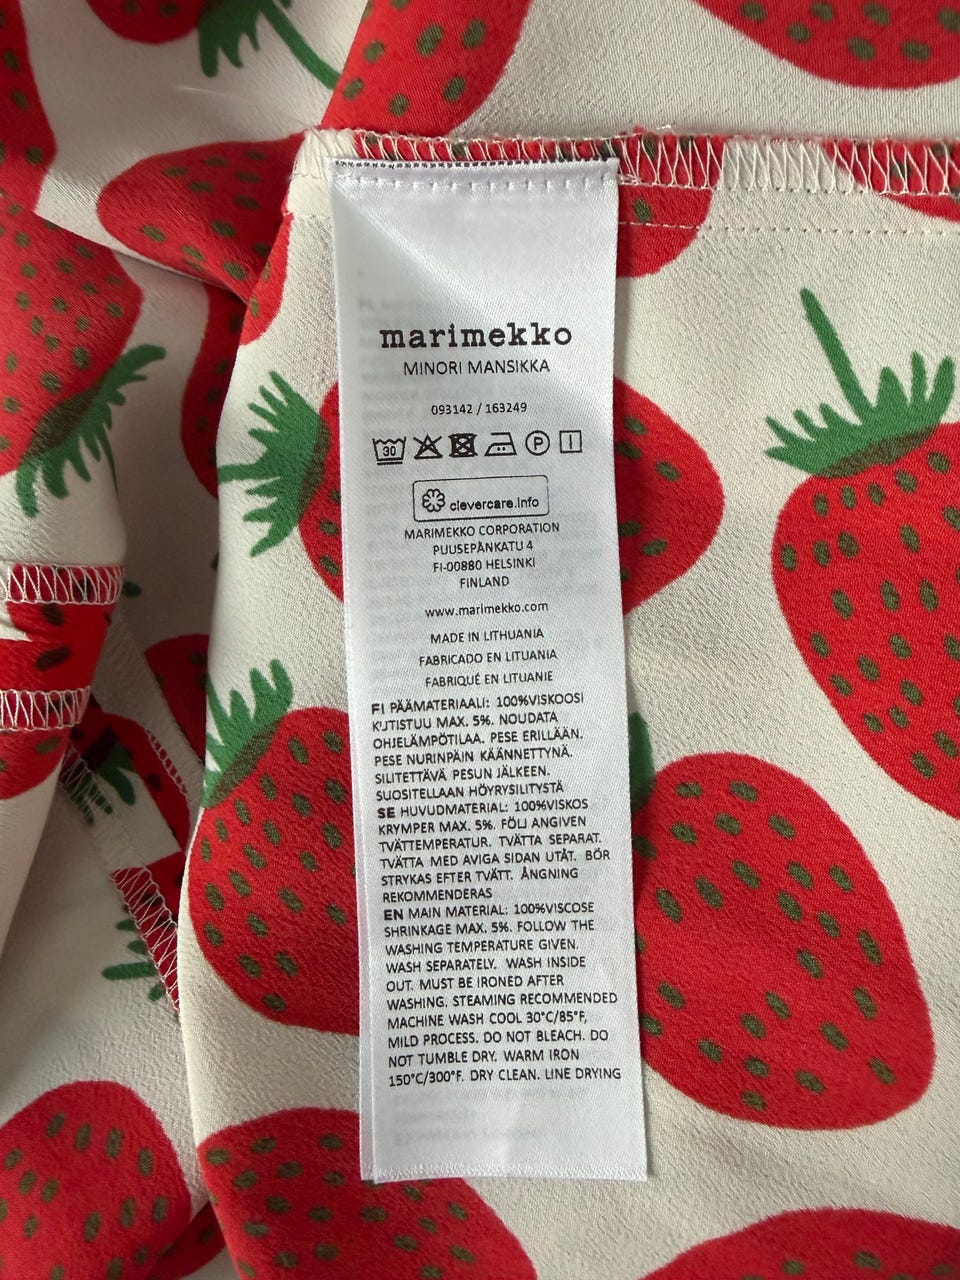 marimekko
MINORI MANSIKKA
093142 / 163249
30 P
clevercare.info
MARIMEKKO CORPORATION
PUUSEPÄNKATU 4
FI-00880 HELSINKI
FINLAND
www.marimekko.com
MADE IN LITHUANIA
FABRICADO EN LITUANIA
FABRIQUÉ EN LITUANIE
FI PÄÄMATERIAALI: 100%VISKOOSI
KUTISTUU MAX. 5%. NOUDATA
OHJELÄMPÖTILAA. PESE ERILLÄÄN.
PESE NURINPÄIN KÄÄNNETTYNÄ.
SILITETTÄVÄ PESUN JÄLKEEN.
SUOSITELLAAN HÖYRYSILITYSTÄ
SE HUVUDMATERIAL: 100%VISKOS
KRYMPER MAX. 5%. FÖLJ ANGIVEN
TVÄTTEMPERATUR. TVÄTTA SEPARAT.
TVÄTTA MED AVIGA SIDAN UTÅT. BÖR
STRYKAS EFTER TVÄTT. ÅNGNING
REKOMMENDERAS
EN MAIN MATERIAL: 100%VISCOSE
SHRINKAGE MAX. 5%. FOLLOW THE
WASHING TEMPERATURE GIVEN.
WASH SEPARATELY. WASH INSIDE
OUT. MUST BE IRONED AFTER
WASHING. STEAMING RECOMMENDED
MACHINE WASH COOL 30°C/85°F,
MILD PROCESS. DO NOT BLEACH. DO
NOT TUMBLE DRY. WARM IRON
150°C/300°F. DRY CLEAN. LINE DRYING